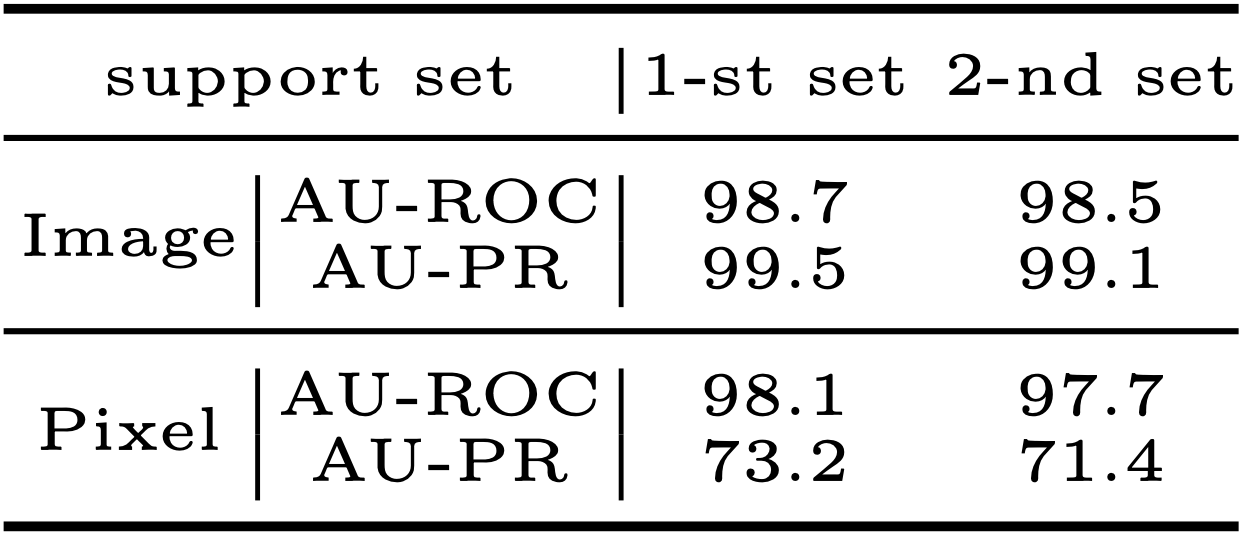 support set 1-st set 2-nd set
Image AU-ROC 98.7 98.5
AU-PR 99.5 99.1
Pixel AU-ROC 98.1 97.7
AU-PR 73.2 71.4